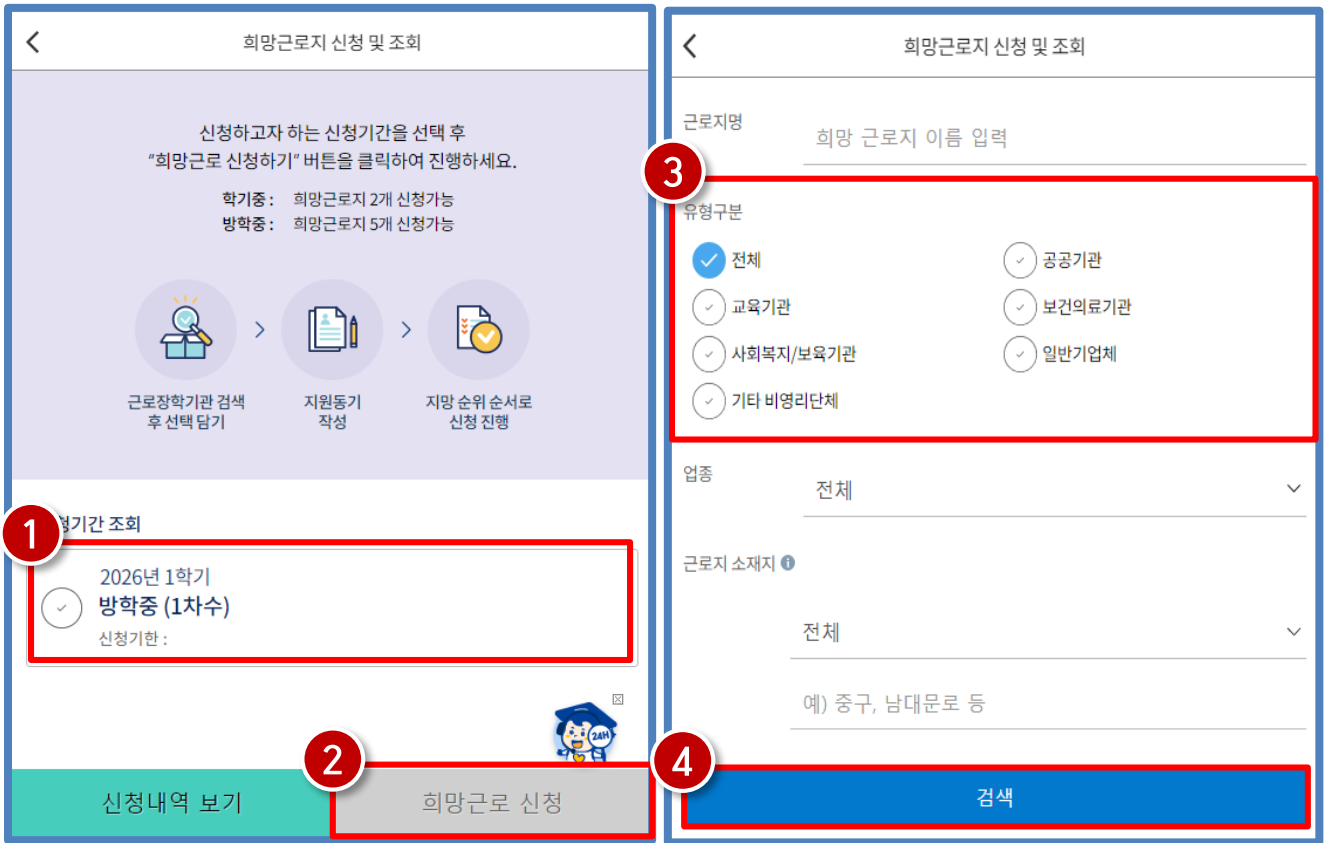 희망근로지 신청 및 조회
신청하고자 하는 신청기간을 선택 후
"희망근로 신청하기" 버튼을 클릭하여 진행하세요.
학기중 : 희망근로지 2개 신청가능
방학중 : 희망근로지 5개 신청가능
근로장학기관 검색
후 선택 담기
지원동기
작성
지망 순위 순서로
신청 진행
1
기간 조회
2026년 1학기
방학중 (1차수)
신청기한 :
24H
2
신청내역 보기
희망근로 신청
희망근로지 신청 및 조회
근로지명
희망 근로지 이름 입력
3
유형구분
전체
공공기관
교육기관
보건의료기관
사회복지/보육기관
일반기업체
기타 비영리단체
업종
전체
근로지 소재지
전체
예) 중구, 남대문로 등
4
검색